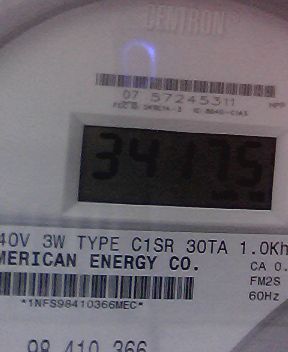 CENTRON
07 57245311
34175
40V 3W TYPE C1SR 30TA 1.0Kh
MERICAN ENERGY CO.
CA 0.
FM2S
*1NFS98410366MEC*
60Hz
98 410 366